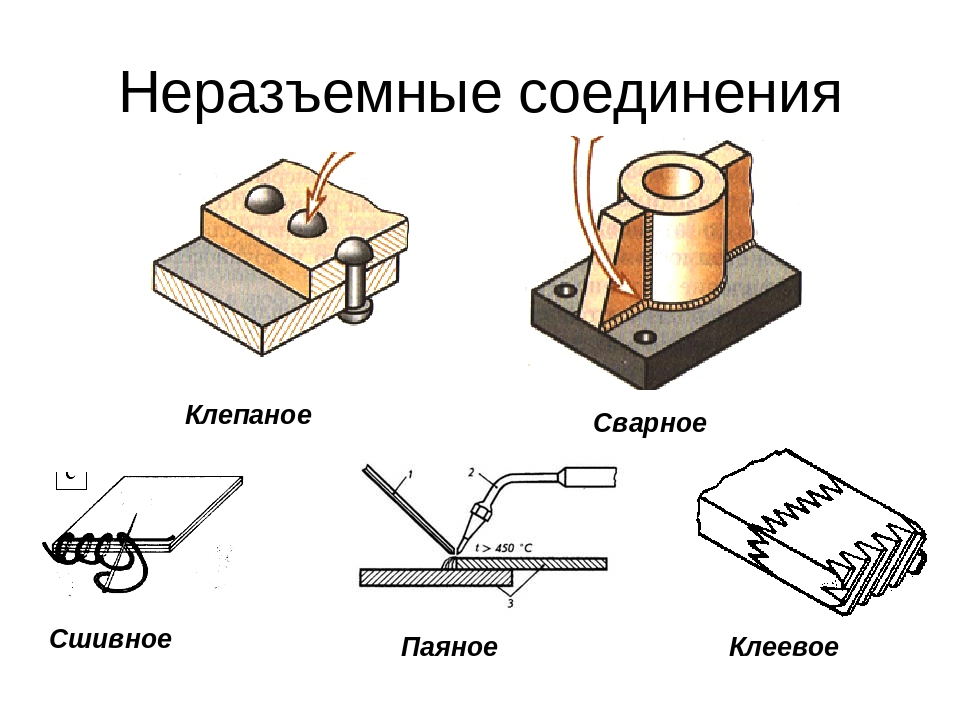 Неразъемные соединения
Клепаное
Сварное
с
1
2
t > 450 °C
3
Сшивное
Паяное
Клеевое